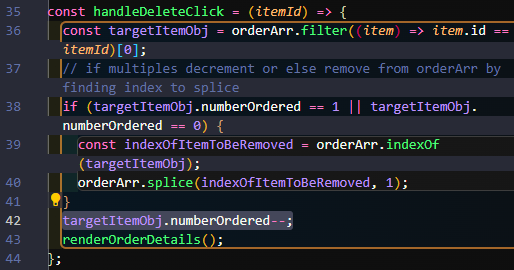 35 const handleDeleteClick = (itemId) => {
36 const targetItemObj = orderArr.filter((item) => item.id ==
itemId)[0];
37 // if multiples decrement or else remove from orderArr by
finding index to splice
38 if (targetItemObj.numberOrdered == 1 || targetItemObj.
numberOrdered == 0) {
39 const indexOfItemToBeRemoved = orderArr.indexOf
(targetItemObj);
40 orderArr.splice(indexOfItemToBeRemoved, 1);
41 }
42 targetItemObj.numberOrdered--;
43 renderOrderDetails();
44 };